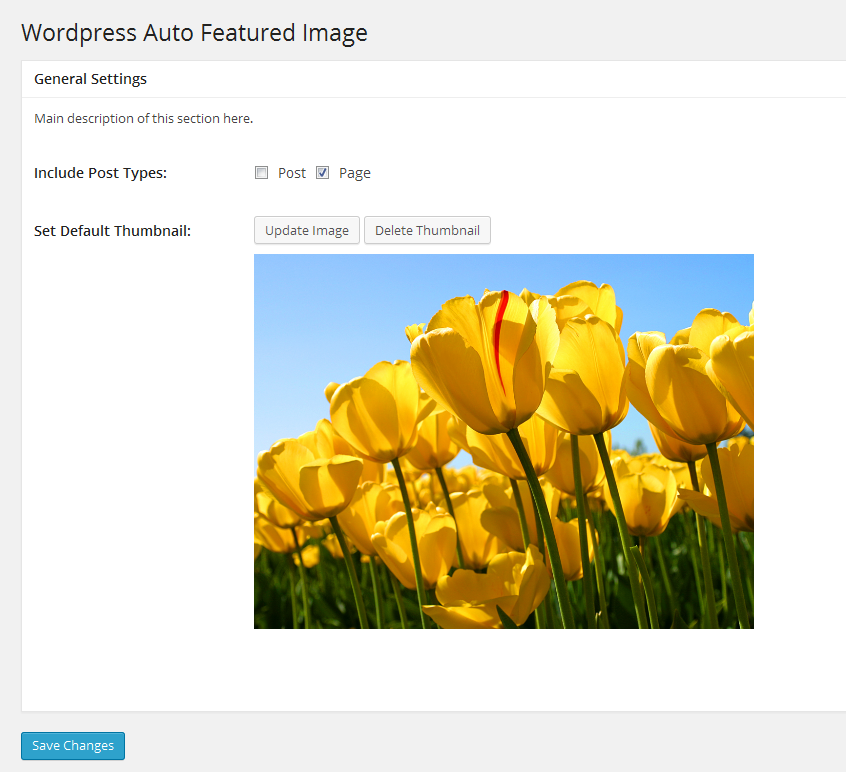 Wordpress Auto Featured Image
General Settings
Main description of this section here.
Include Post Types: Post Page
Set Default Thumbnail: Update Image Delete Thumbnail
Save Changes